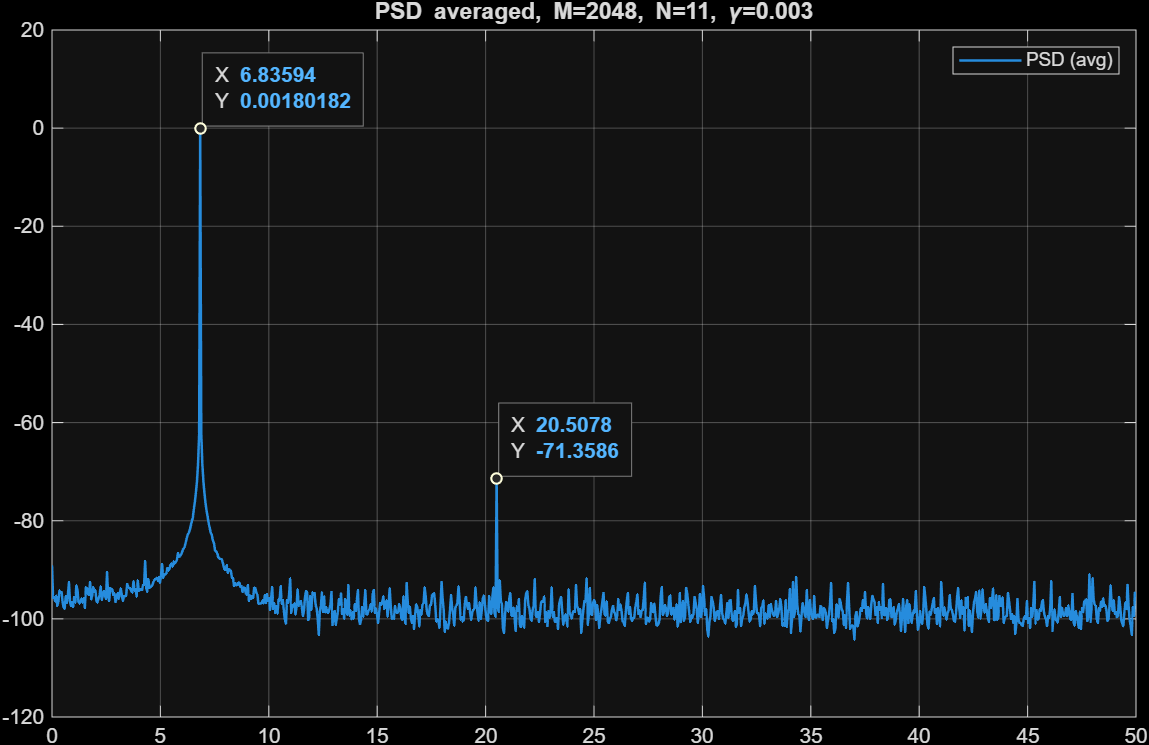 PSD averaged, M=2048, N=11, γ=0.003
20
0
-20
-40
-60
-80
-100
-120
PSD (avg)
X 6.83594
Y 0.00180182
X 20.5078
Y -71.3586
0 5 10 15 20 25 30 35 40 45 50